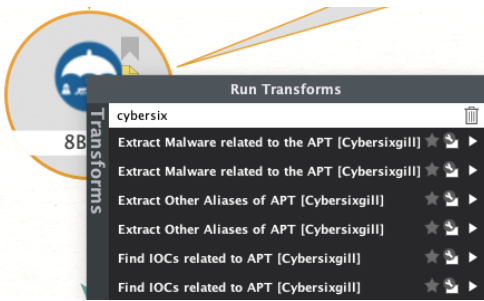 Run Transforms
Transforms
cybersix
8B
Extract Malware related to the APT [Cybersixgill]
Extract Malware related to the APT [Cybersixgill]
Extract Other Aliases of APT [Cybersixgill]
Extract Other Aliases of APT [Cybersixgill]
Find IOCs related to APT [Cybersixgill]
Find IOCs related to APT [Cybersixgill]